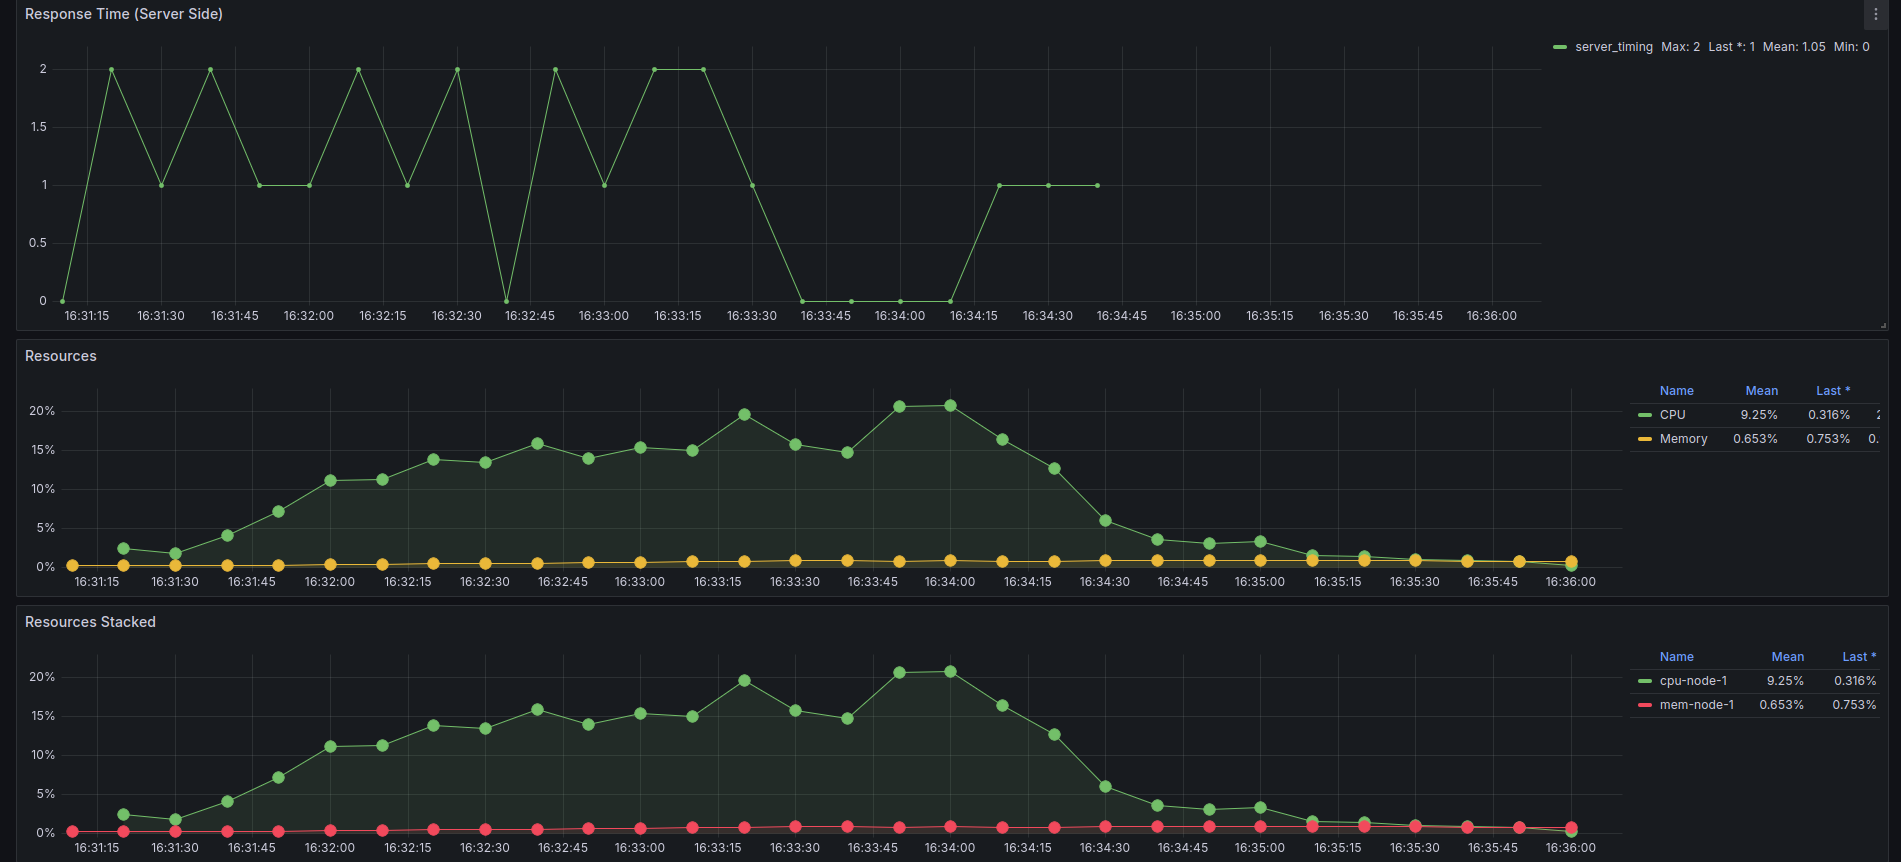 Response Time (Server Side)
server_timing Max: 2 Last *: 1 Mean: 1.05 Min: 0
2
1.5
1
0.5
0
16:31:15 16:31:30 16:31:45 16:32:00 16:32:15 16:32:30 16:32:45 16:33:00 16:33:15 16:33:30 16:33:45 16:34:00 16:34:15 16:34:30 16:34:45 16:35:00 16:35:15 16:35:30 16:35:45 16:36:00
Resources
Name Mean Last *
CPU 9.25% 0.316%
Memory 0.653% 0.753% 0.
20%
15%
10%
5%
0%
16:31:15 16:31:30 16:31:45 16:32:00 16:32:15 16:32:30 16:32:45 16:33:00 16:33:15 16:33:30 16:33:45 16:34:00 16:34:15 16:34:30 16:34:45 16:35:00 16:35:15 16:35:30 16:35:45 16:36:00
Resources Stacked
Name Mean Last *
cpu-node-1 9.25% 0.316%
mem-node-1 0.653% 0.753%
20%
15%
10%
5%
0%
16:31:15 16:31:30 16:31:45 16:32:00 16:32:15 16:32:30 16:32:45 16:33:00 16:33:15 16:33:30 16:33:45 16:34:00 16:34:15 16:34:30 16:34:45 16:35:00 16:35:15 16:35:30 16:35:45 16:36:00